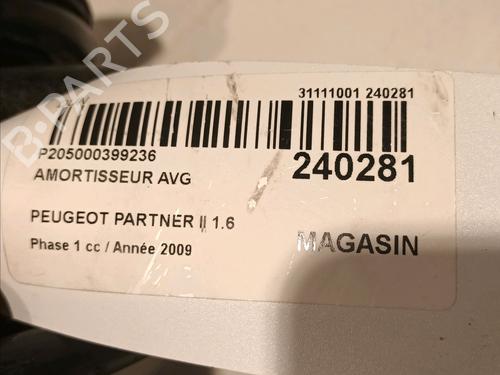 31111001 240281
P205000399236
240281
AMORTISSEUR AVG
PEUGEOT PARTNER II 1.6
Phase 1 cc / Année 2009
MAGASIN
B-PARTS